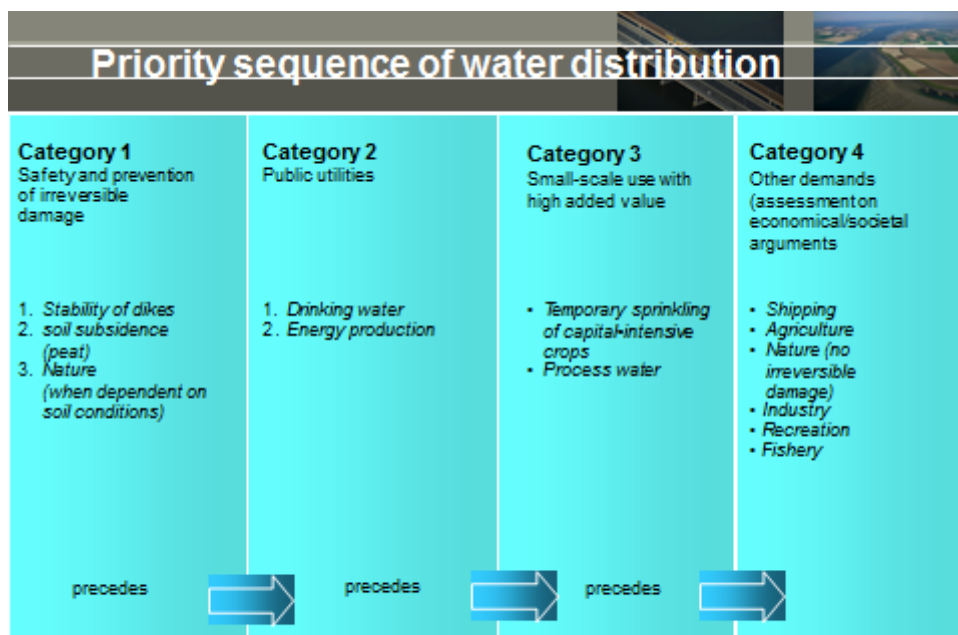 Priority sequence of water distribution
Category 1
Safety and prevention
of irreversible
damage
1. Stability of dikes
2. soil subsidence
(peat)
3. Nature
(when dependent on
soil conditions)
precedes
Category 2
Public utilities
1. Drinking water
2. Energy production
precedes
Category 3
Small-scale use with
high added value
• Temporary sprinkling
of capital-intensive
crops
• Process water
precedes
Category 4
Other demands
(assessment on
economical/societal
arguments
• Shipping
• Agriculture
• Nature (no
irreversible
damage)
• Industry
• Recreation
• Fishery